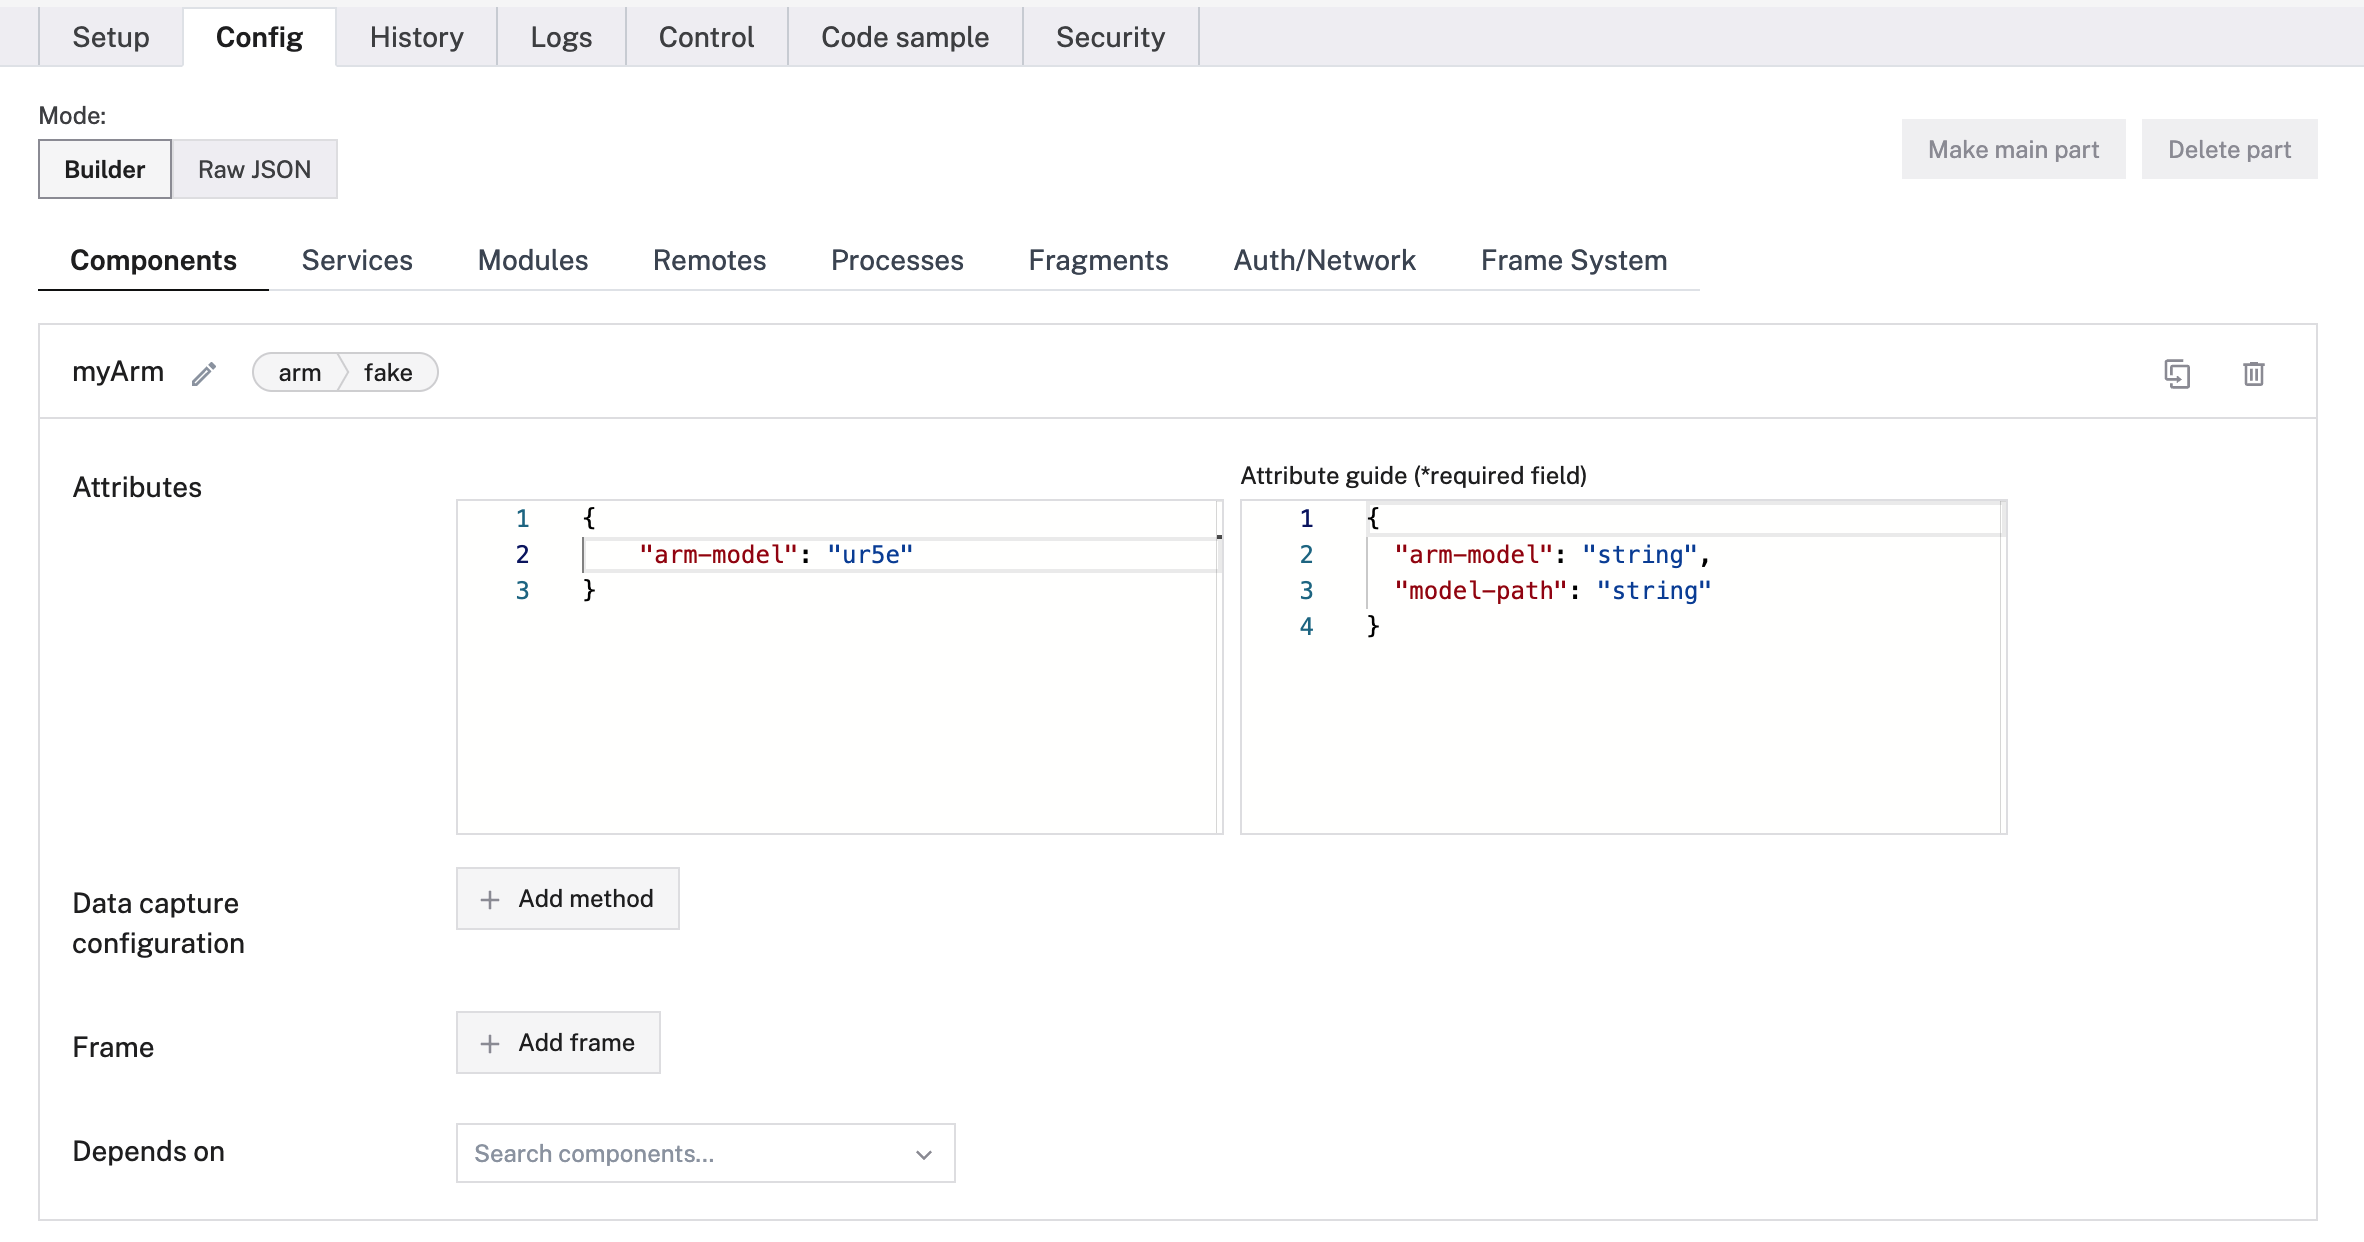 Setup Config History Logs Control Code sample Security
Mode:
Builder Raw JSON
Make main part Delete part
Components Services Modules Remotes Processes Fragments Auth/Network Frame System
myArm arm fake
Attributes
1 {
2 "arm-model": "ur5e"
3 }
Attribute guide (*required field)
1 {
2 "arm-model": "string",
3 "model-path": "string"
4 }
Data capture
configuration
+ Add method
Frame
+ Add frame
Depends on
Search components...